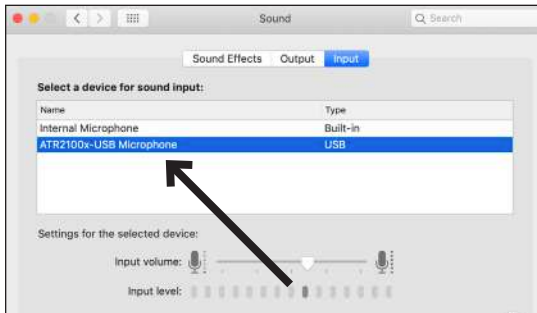 Sound
Search
Sound Effects Output Input
Select a device for sound input:
Name Type
Internal Microphone Built-in
ATR2100x-USB Microphone USB
Settings for the selected device:
Input volume:
Input level: